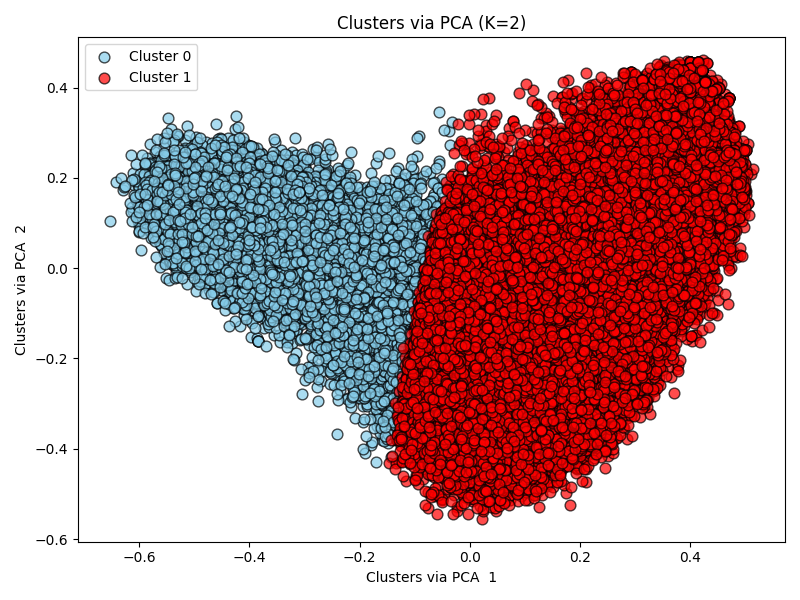 Clusters via PCA (K=2)
Cluster 0
Cluster 1
Clusters via PCA  2
0.4
0.2
0.0
−0.2
−0.4
−0.6
−0.6
−0.4
−0.2
0.0
0.2
0.4
Clusters via PCA  1